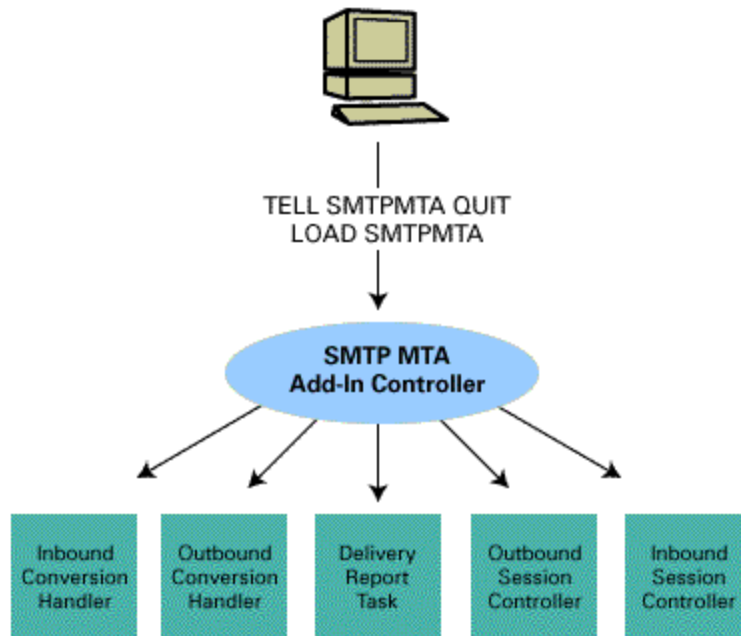 TELL SMTPMTA QUIT
LOAD SMTPMTA
SMTP MTA
Add-In Controller
Inbound
Conversion
Handler
Outbound
Conversion
Handler
Delivery
Report
Task
Outbound
Session
Controller
Inbound
Session
Controller